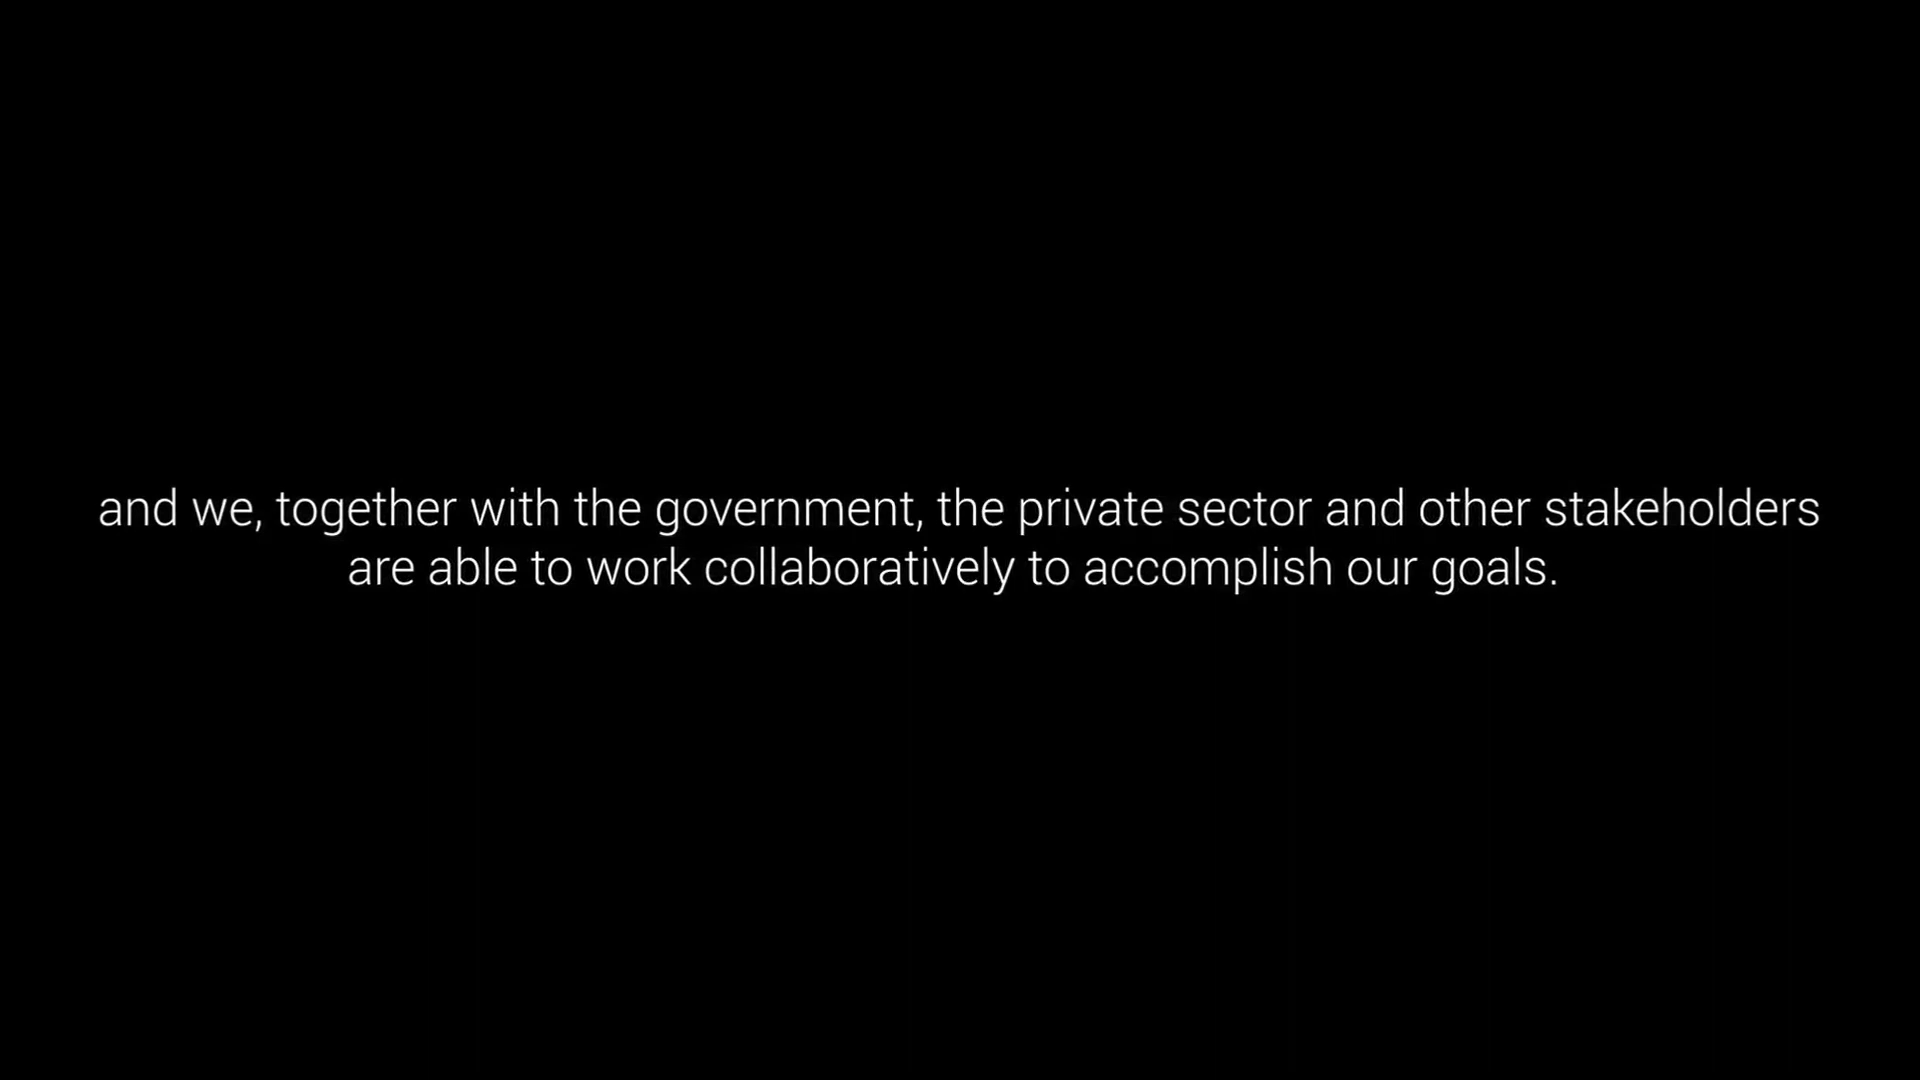 and we, together with the government, the private sector and other stakeholders
are able to work collaboratively to accomplish our goals.